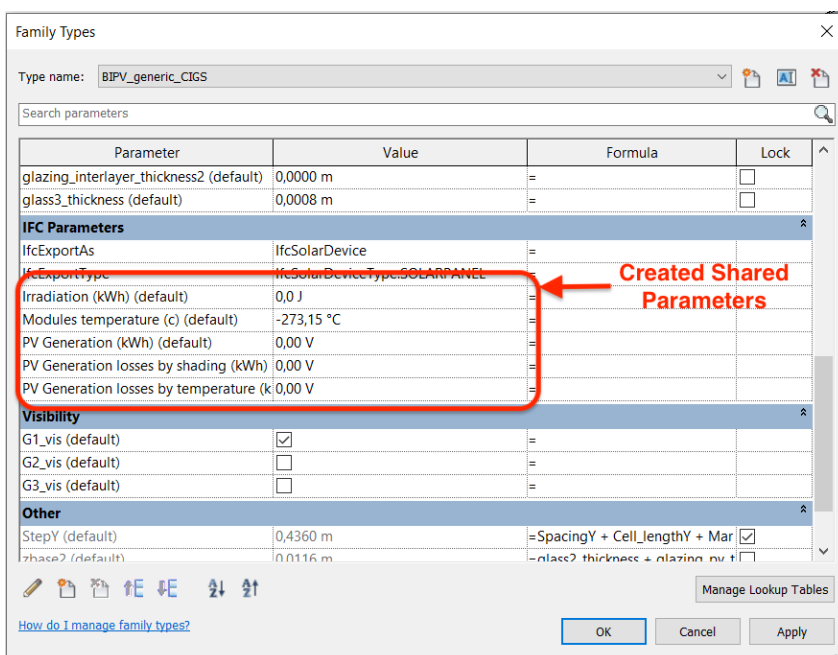 Family Types
Type name: BIPV_generic_CIGS
Search parameters
Parameter Value Formula Lock
glazing_interlayer_thickness2 (default) 0,0000 m =
glass3_thickness (default) 0,0008 m =
IFC Parameters
IfcExportAs IfcSolarDevice =
IfcExportType IfcSolarDeviceType.SOLARPANEL =
Created Shared
Parameters
Irradiation (kWh) (default) 0,0 J =
Modules temperature (c) (default) -273,15 °C =
PV Generation (kWh) (default) 0,00 V =
PV Generation losses by shading (kWh) 0,00 V =
PV Generation losses by temperature (k 0,00 V =
Visibility
G1_vis (default) =
G2_vis (default) =
G3_vis (default) =
Other
StepY (default) 0,4360 m =SpacingY + Cell_lengthY + Mar
zbase2 (default) 0,0116 m =glass2_thickness + glazing_pv_t
Manage Lookup Tables
How do I manage family types?
OK Cancel Apply